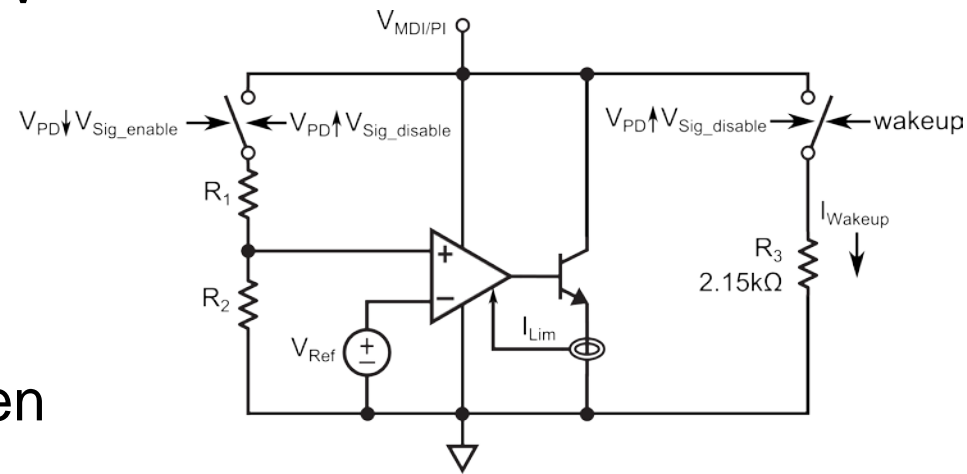 V_MDI/PI
V_PD↓V_Sig_enable
V_PD↑V_Sig_disable
V_PD↑V_Sig_disable
wakeup
R_1
I_Wakeup
+
R_3
2.15kΩ
R_2
−
I_Lim
V_Ref
+
−
en